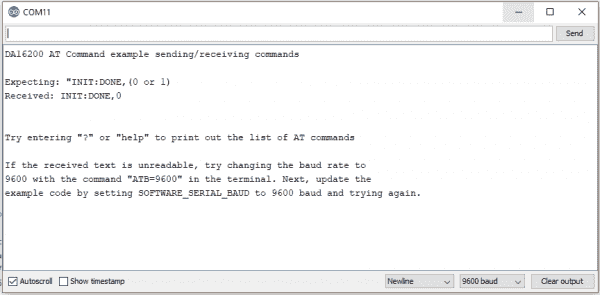 COM11
Send
DA16200 AT Command example sending/receiving commands
Expecting: "INIT:DONE,(0 or 1)
Received: INIT:DONE,0
Try entering "?" or "help" to print out the list of AT commands
If the received text is unreadable, try changing the baud rate to
9600 with the command "ATB=9600" in the terminal. Next, update the
example code by setting SOFTWARE_SERIAL_BAUD to 9600 baud and trying again.
Autoscroll Show timestamp Newline 9600 baud Clear output